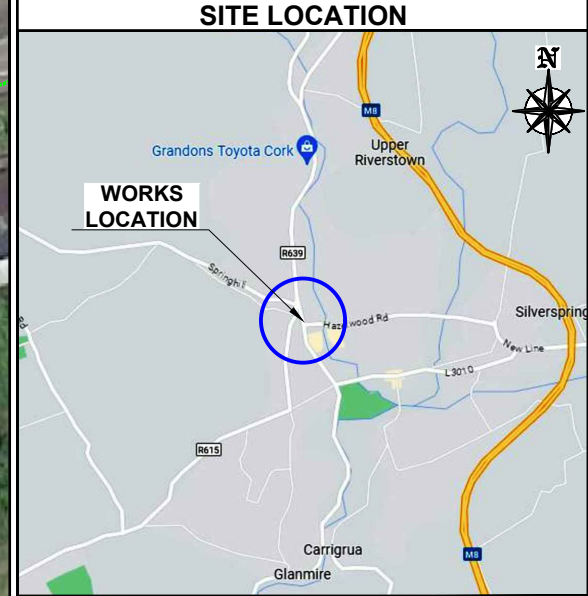 SITE LOCATION
N
M8
Grandons Toyota Cork
Upper
Riverstown
WORKS
LOCATION
R639
Springhill
Hazelwood Rd
Silverspring
New Line
L3010
Rd
R615
Carrigrua
Glanmire
M8